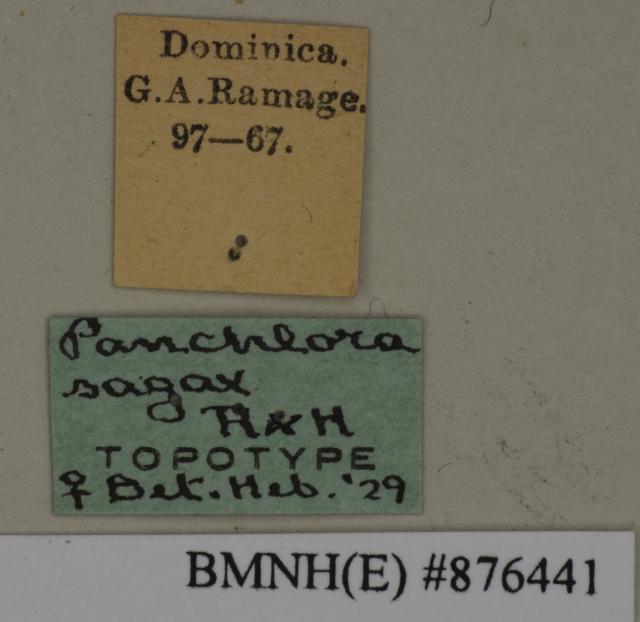 Dominica.
G.A.Ramage.
97—67.
Panchlora
sagax
R & H
TOPOTYPE
♀ Det. Heb. '29
BMNH(E) #876441